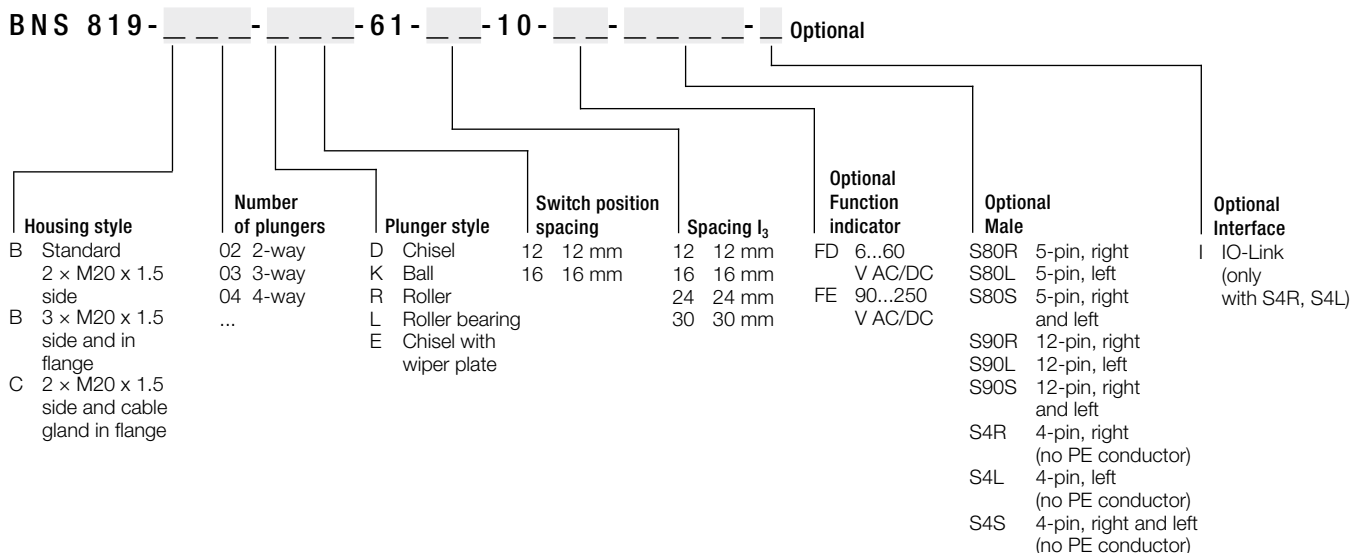 BNS 819-_ _ _-_ _ _-61-_ _-10-_ _-_ _ _ _-_ Optional
Housing style
B Standard
2 × M20 x 1.5
side
B 3 × M20 x 1.5
side and in
flange
C 2 × M20 x 1.5
side and cable
gland in flange
Number
of plungers
02 2-way
03 3-way
04 4-way
...
Plunger style
D Chisel
K Ball
R Roller
L Roller bearing
E Chisel with
wiper plate
Switch position
spacing
12 12 mm
16 16 mm
Spacing l₃
12 12 mm
16 16 mm
24 24 mm
30 30 mm
Optional
Function
indicator
FD 6...60
V AC/DC
FE 90...250
V AC/DC
Optional
Male
S80R 5-pin, right
S80L 5-pin, left
S80S 5-pin, right
and left
S90R 12-pin, right
S90L 12-pin, left
S90S 12-pin, right
and left
S4R 4-pin, right
(no PE conductor)
S4L 4-pin, left
(no PE conductor)
S4S 4-pin, right and left
(no PE conductor)
Optional
Interface
I IO-Link
(only
with S4R, S4L)